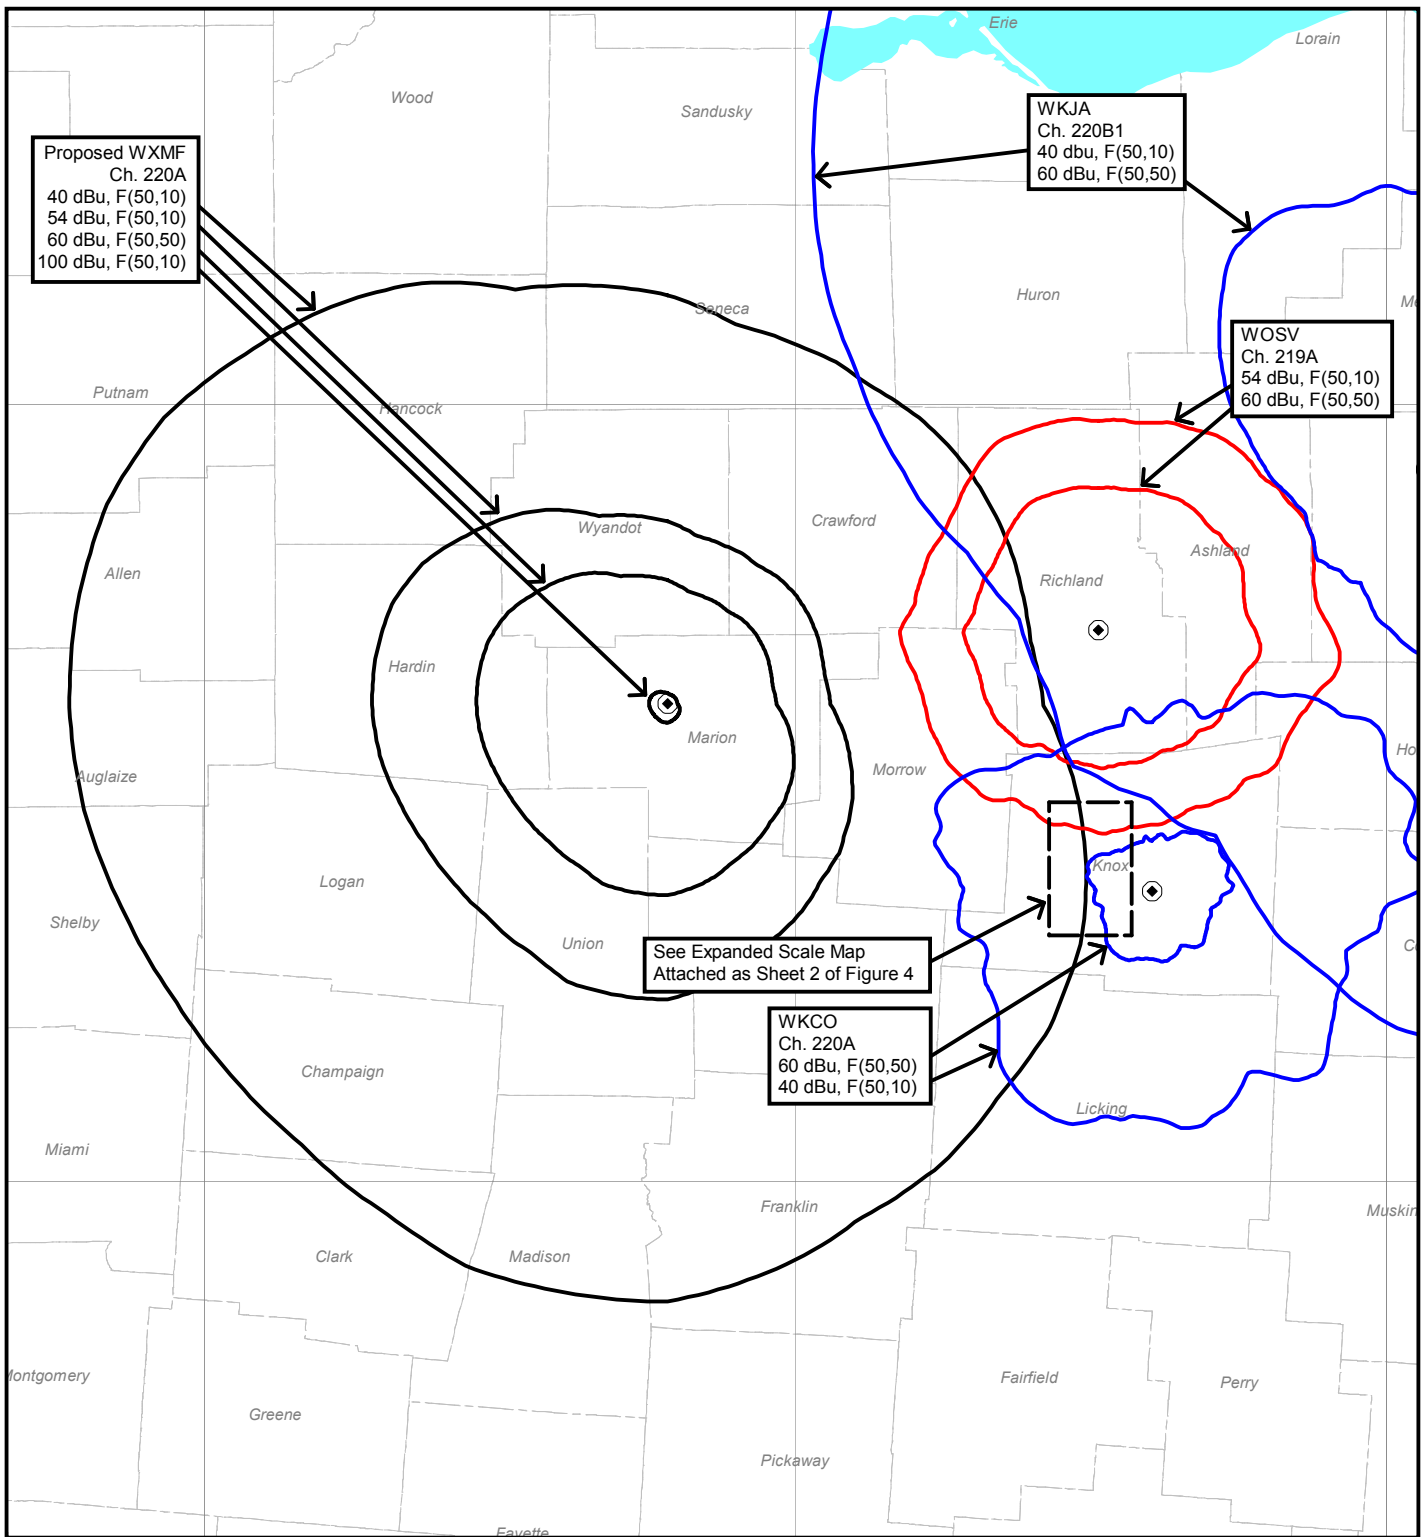 Erie
Lorain
Wood
Sandusky
WKJA
Ch. 220B1
40 dbu, F(50,10)
60 dBu, F(50,50)
Proposed WXMF
Ch. 220A
40 dBu, F(50,10)
54 dBu, F(50,10)
60 dBu, F(50,50)
100 dBu, F(50,10)
Huron
Seneca
WOSV
Ch. 219A
54 dBu, F(50,10)
60 dBu, F(50,50)
Putnam
Hancock
Wyandot
Crawford
Ashland
Allen
Richland
Hardin
Marion
Morrow
Ho
Auglaize
Knox
Logan
Shelby
Union
See Expanded Scale Map
Attached as Sheet 2 of Figure 4
WKCO
Ch. 220A
60 dBu, F(50,50)
40 dBu, F(50,10)
Champaign
Licking
Miami
Franklin
Muskin
Clark
Madison
Montgomery
Fairfield
Perry
Greene
Pickaway
Fayette